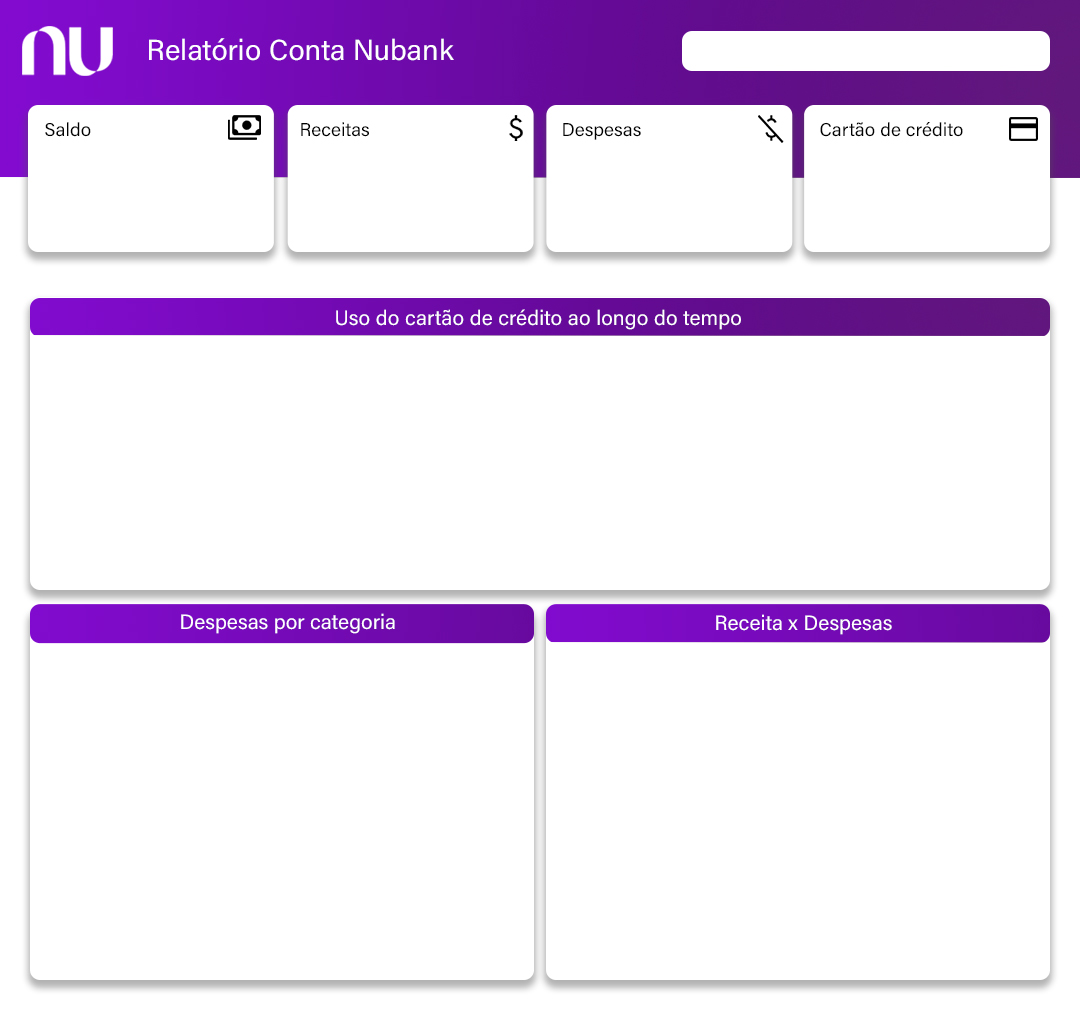 nu
Relatório Conta Nubank
Saldo
Receitas
$
Despesas
Cartão de crédito
Uso do cartão de crédito ao longo do tempo
Despesas por categoria
Receita x Despesas